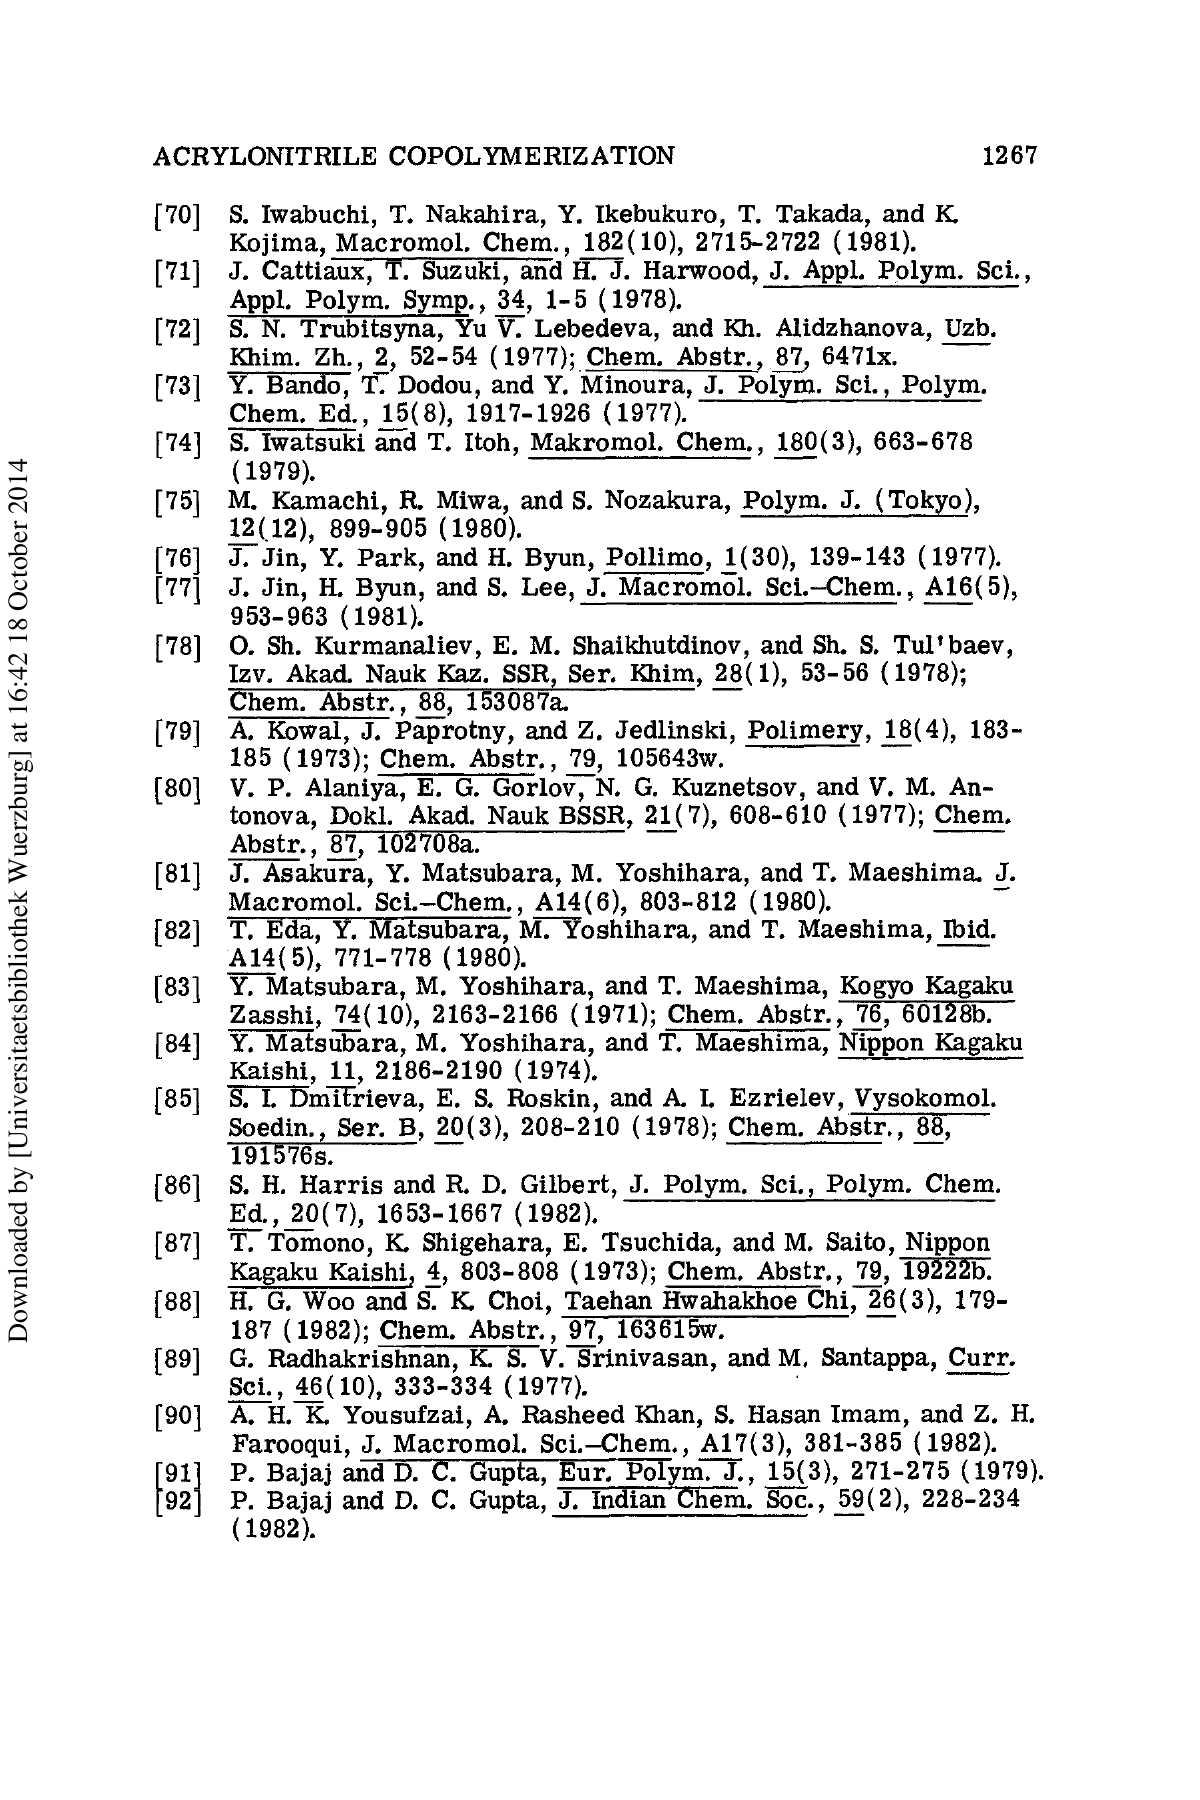 ACRYLONITRILE COPOLYMERIZATION 1267
[70] S. Iwabuchi, T. Nakahira, Y. Ikebukuro, T. Takada, and K.
Kojima, Macromol. Chem., 182(10), 2715-2722 (1981).
[71] J. Cattiaux, T. Suzuki, and H. J. Harwood, J. Appl. Polym. Sci.,
Appl. Polym. Symp., 34, 1-5 (1978).
[72] S. N. Trubitsyna, Yu V. Lebedeva, and Kh. Alidzhanova, Uzb.
Khim. Zh., 2, 52-54 (1977); Chem. Abstr., 87, 6471x.
[73] Y. Bando, T. Dodou, and Y. Minoura, J. Polym. Sci., Polym.
Chem. Ed., 15(8), 1917-1926 (1977).
[74] S. Iwatsuki and T. Itoh, Makromol. Chem., 180(3), 663-678
(1979).
[75] M. Kamachi, R. Miwa, and S. Nozakura, Polym. J. (Tokyo),
12(12), 899-905 (1980).
[76] J. Jin, Y. Park, and H. Byun, Pollimo, 1(30), 139-143 (1977).
[77] J. Jin, H. Byun, and S. Lee, J. Macromol. Sci.—Chem., A16(5),
953-963 (1981).
[78] O. Sh. Kurmanaliev, E. M. Shaikhutdinov, and Sh. S. Tul'baev,
Izv. Akad. Nauk Kaz. SSR, Ser. Khim, 28(1), 53-56 (1978);
Chem. Abstr., 88, 153087a.
[79] A. Kowal, J. Paprotny, and Z. Jedlinski, Polimery, 18(4), 183-
185 (1973); Chem. Abstr., 79, 105643w.
[80] V. P. Alaniya, E. G. Gorlov, N. G. Kuznetsov, and V. M. An-
tonova, Dokl. Akad. Nauk BSSR, 21(7), 608-610 (1977); Chem.
Abstr., 87, 102708a.
[81] J. Asakura, Y. Matsubara, M. Yoshihara, and T. Maeshima. J.
Macromol. Sci.—Chem., A14(6), 803-812 (1980).
[82] T. Eda, Y. Matsubara, M. Yoshihara, and T. Maeshima, Ibid.
A14(5), 771-778 (1980).
[83] Y. Matsubara, M. Yoshihara, and T. Maeshima, Kogyo Kagaku
Zasshi, 74(10), 2163-2166 (1971); Chem. Abstr., 76, 60128b.
[84] Y. Matsubara, M. Yoshihara, and T. Maeshima, Nippon Kagaku
Kaishi, 11, 2186-2190 (1974).
[85] S. I. Dmitrieva, E. S. Roskin, and A. I. Ezrielev, Vysokomol.
Soedin., Ser. B, 20(3), 208-210 (1978); Chem. Abstr., 88,
191576s.
[86] S. H. Harris and R. D. Gilbert, J. Polym. Sci., Polym. Chem.
Ed., 20(7), 1653-1667 (1982).
[87] T. Tomono, K. Shigehara, E. Tsuchida, and M. Saito, Nippon
Kagaku Kaishi, 4, 803-808 (1973); Chem. Abstr., 79, 19222b.
[88] H. G. Woo and S. K. Choi, Taehan Hwahakhoe Chi, 26(3), 179-
187 (1982); Chem. Abstr., 97, 163615w.
[89] G. Radhakrishnan, K. S. V. Srinivasan, and M. Santappa, Curr.
Sci., 46(10), 333-334 (1977).
[90] A. H. K. Yousufzai, A. Rasheed Khan, S. Hasan Imam, and Z. H.
Farooqui, J. Macromol. Sci.—Chem., A17(3), 381-385 (1982).
[91] P. Bajaj and D. C. Gupta, Eur. Polym. J., 15(3), 271-275 (1979).
[92] P. Bajaj and D. C. Gupta, J. Indian Chem. Soc., 59(2), 228-234
(1982).
Downloaded by [Universitaetsbibliothek Wuerzburg] at 16:42 18 October 2014